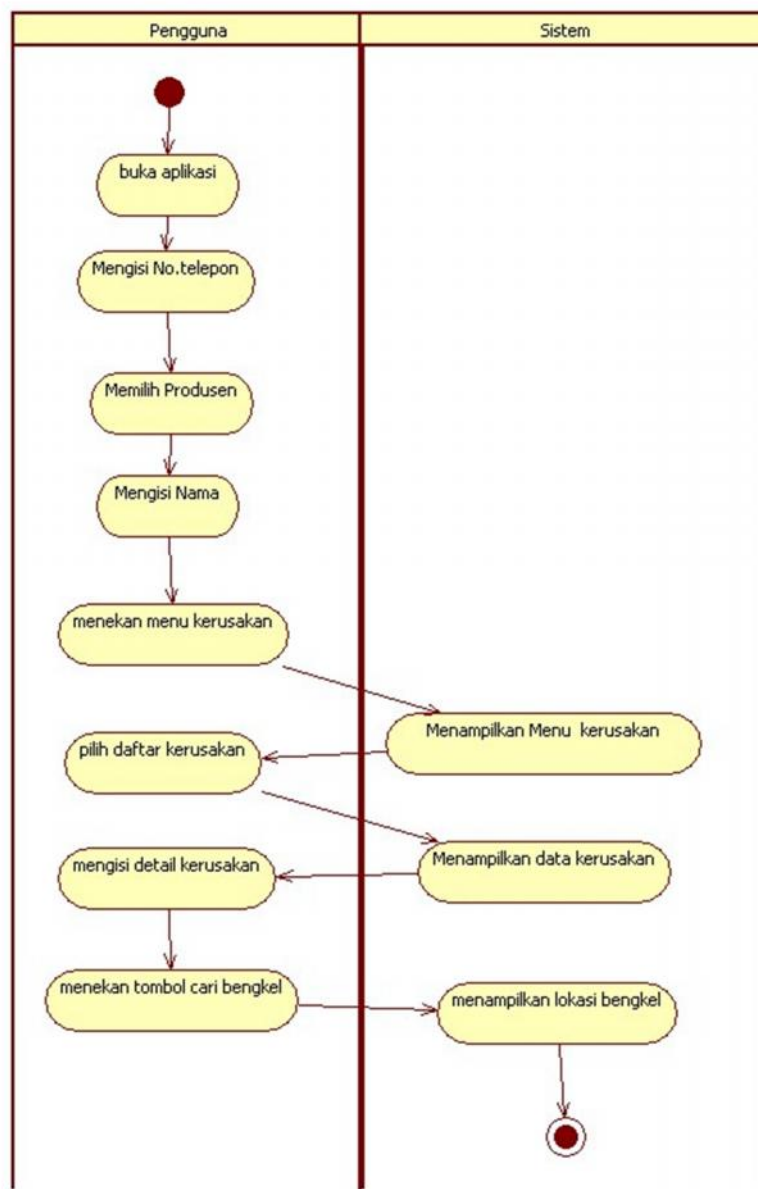 Pengguna
Sistem
buka aplikasi
Mengisi No.telepon
Memilih Produsen
Mengisi Nama
menekan menu kerusakan
Menampilkan Menu kerusakan
pilih daftar kerusakan
Menampilkan data kerusakan
mengisi detail kerusakan
menekan tombol cari bengkel
menampilkan lokasi bengkel